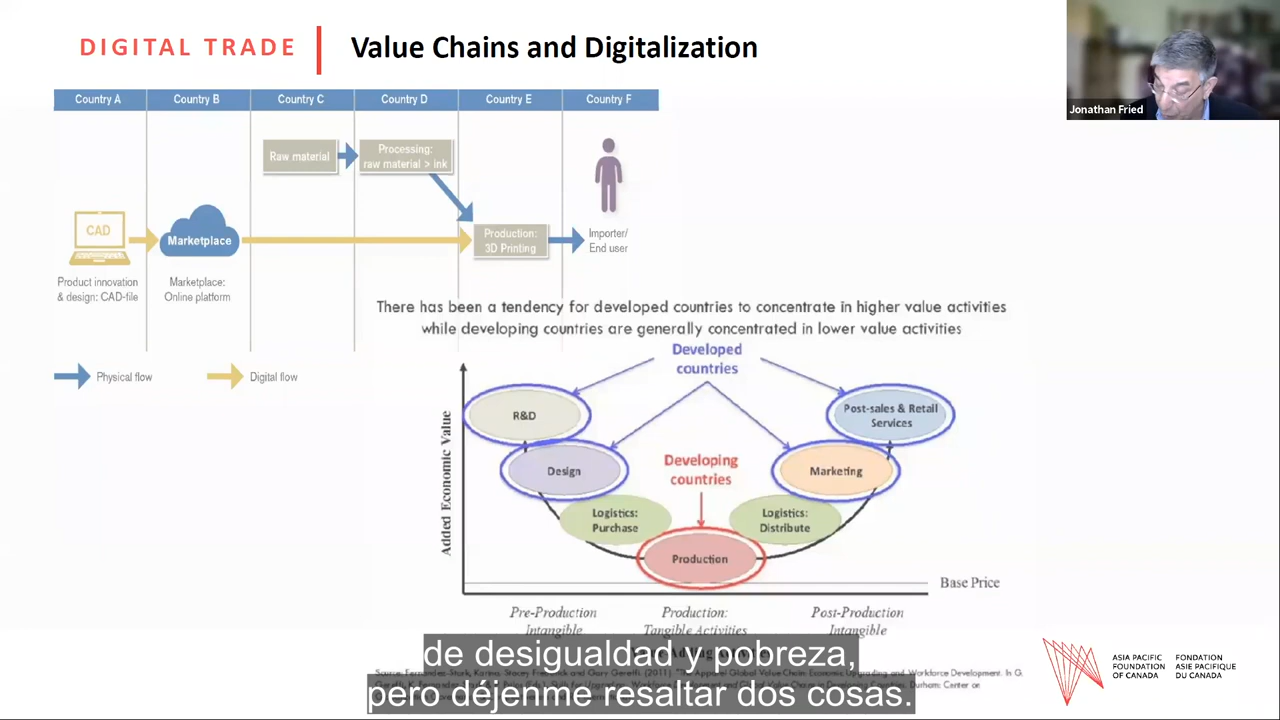 DIGITAL TRADE
Value Chains and Digitalization
Jonathan Fried
Country A
Country B
Country C
Country D
Country E
Country F
Raw material
Processing:
raw material > ink
CAD
Marketplace
Production:
3D Printing
Importer/
End user
Product innovation
& design: CAD-file
Marketplace:
Online platform
Physical flow
Digital flow
There has been a tendency for developed countries to concentrate in higher value activities
while developing countries are generally concentrated in lower value activities
Developed
countries
Added Economic Value
R&D
Post-sales & Retail
Services
Design
Developing
countries
Marketing
Logistics:
Purchase
Logistics:
Distribute
Production
Base Price
Pre-Production
Intangible
Production:
Tangible Activities
Post-Production
Intangible
de desigualdad y pobreza,
pero déjenme resaltar dos cosas.
ASIA PACIFIC
FOUNDATION
OF CANADA
FONDATION
ASIE PACIFIQUE
DU CANADA